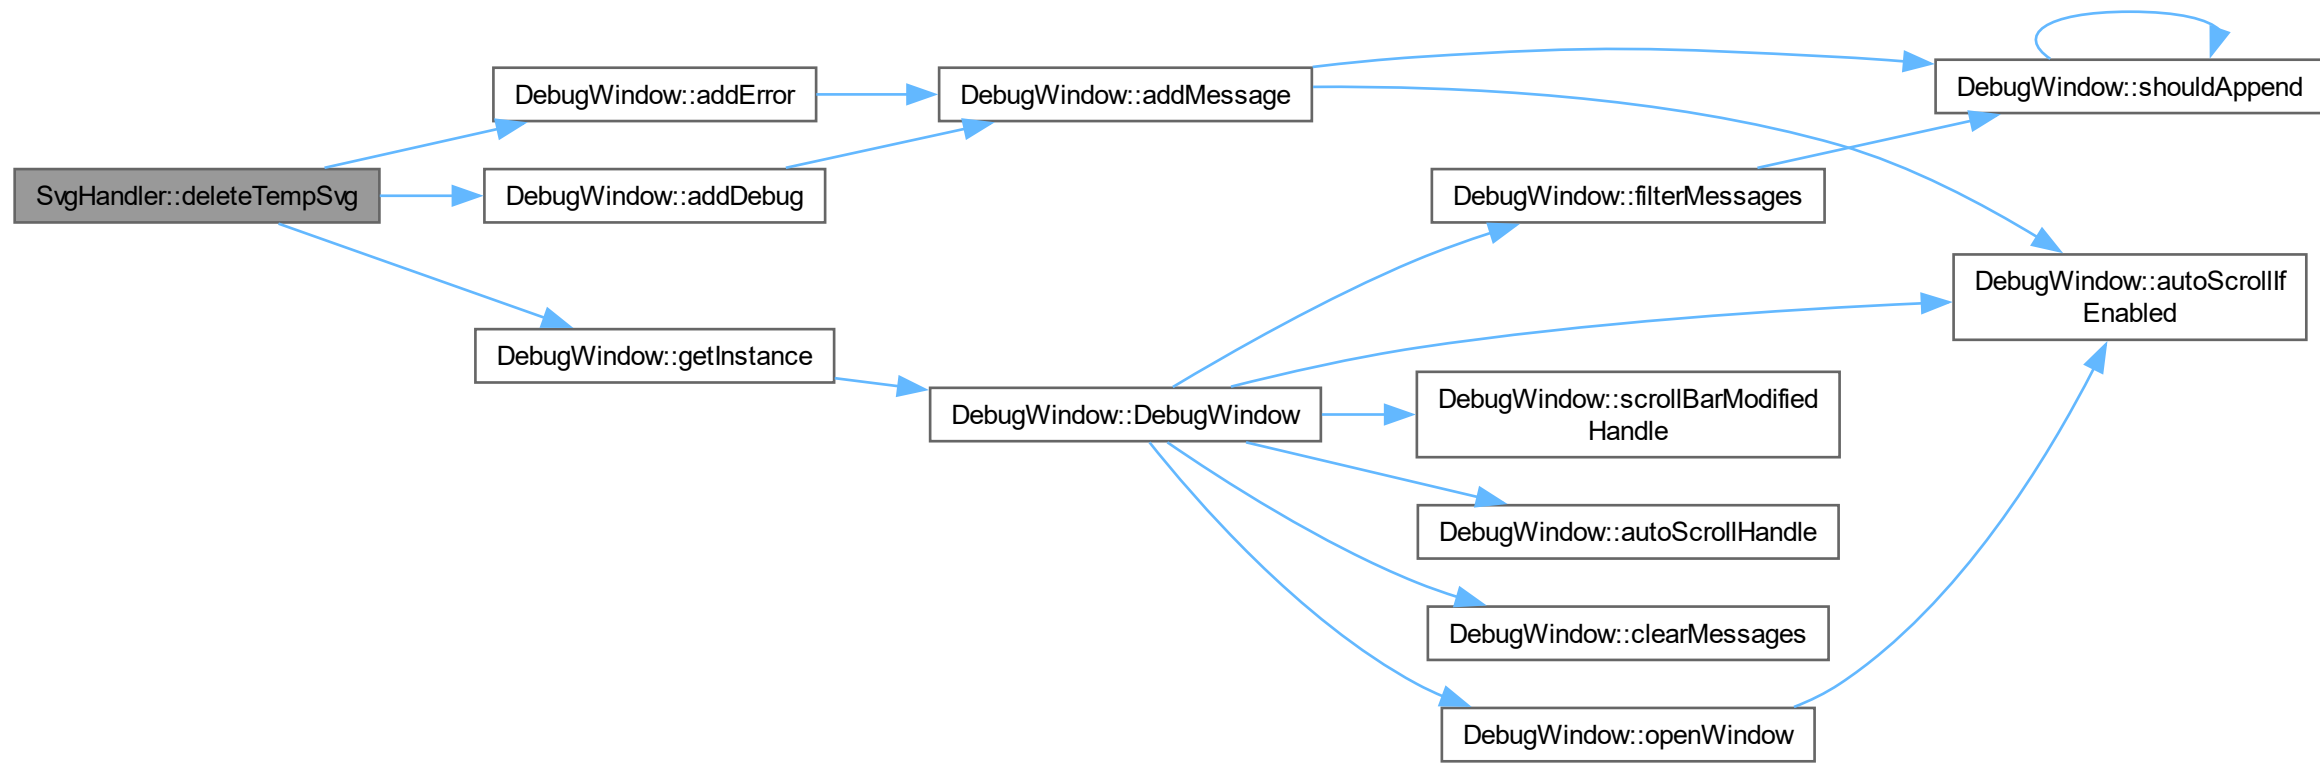 SvgHandler::deleteTempSvg
DebugWindow::addError
DebugWindow::addDebug
DebugWindow::getInstance
DebugWindow::addMessage
DebugWindow::DebugWindow
DebugWindow::filterMessages
DebugWindow::scrollBarModified
Handle
DebugWindow::autoScrollHandle
DebugWindow::clearMessages
DebugWindow::openWindow
DebugWindow::shouldAppend
DebugWindow::autoScrollIf
Enabled